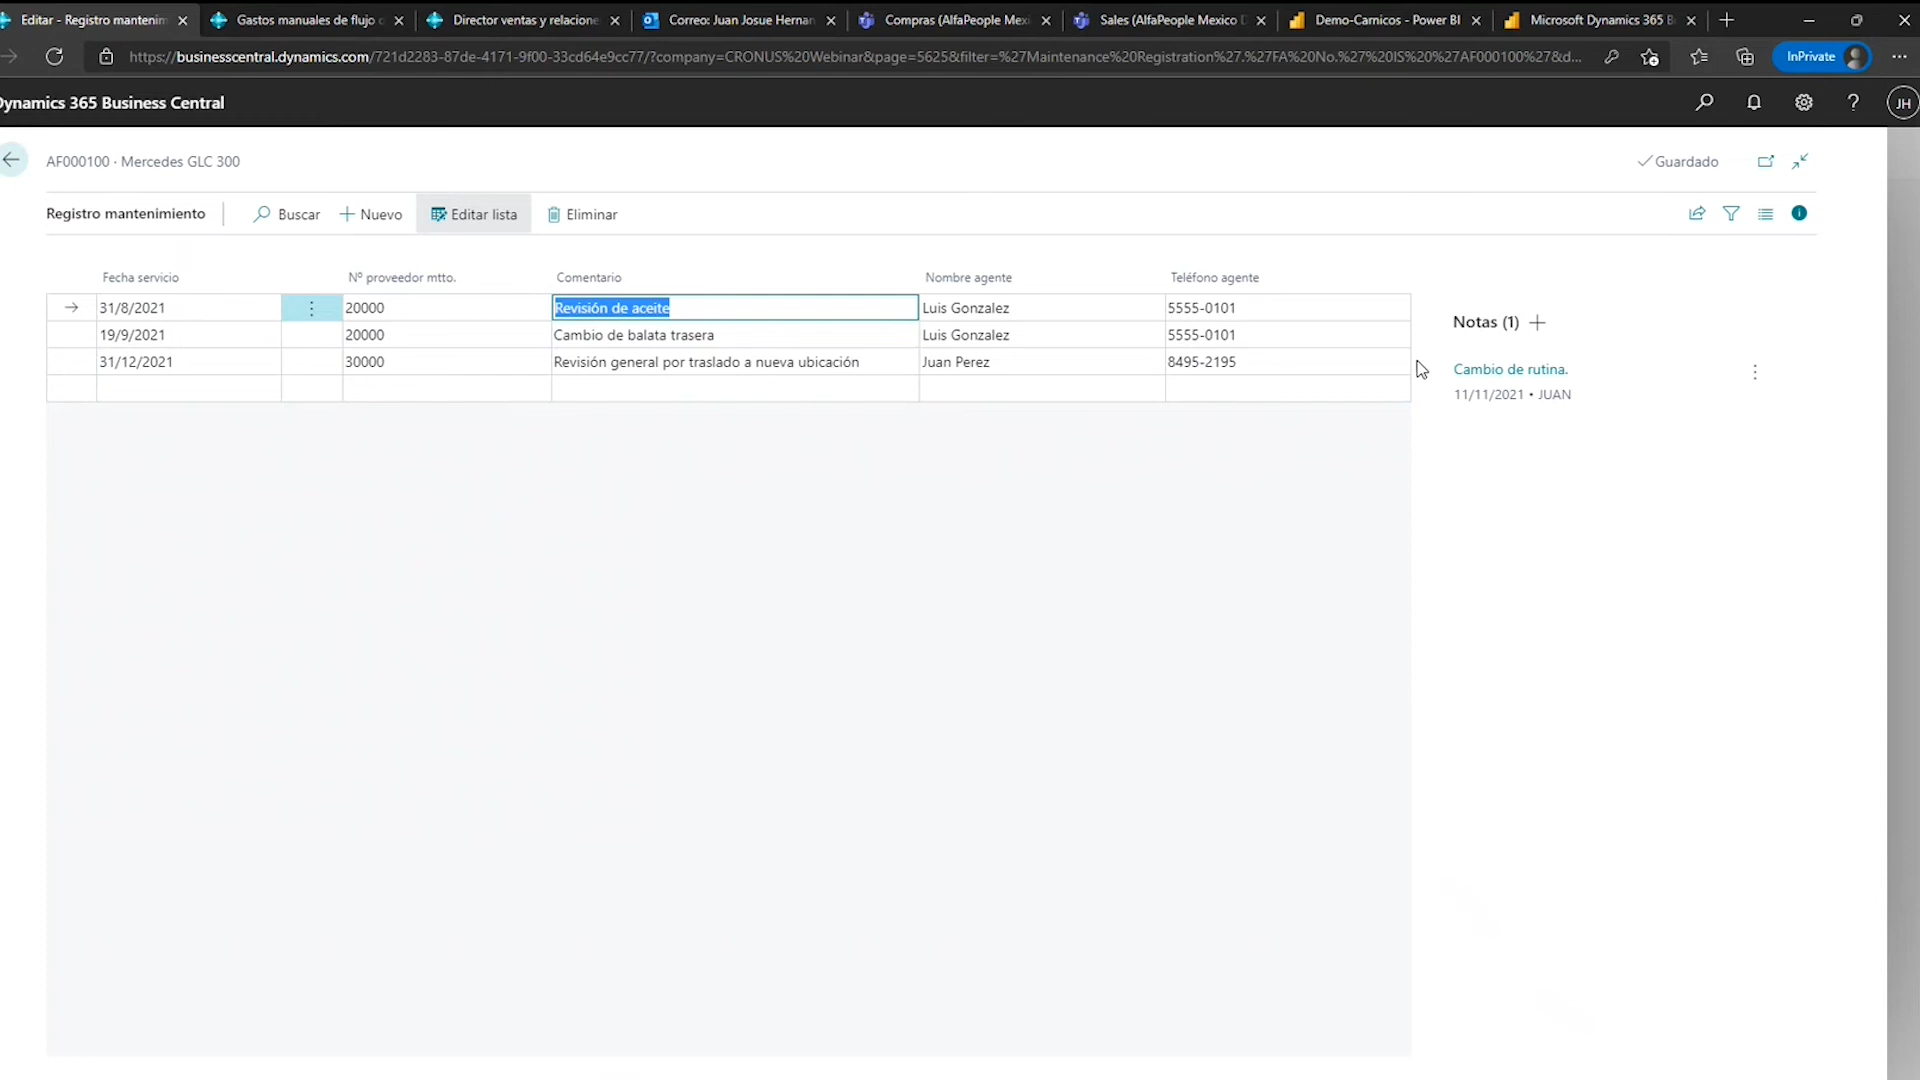 Editar - Registro mantenim
Gastos manuales de flujo c
Director ventas y relacione
Correo: Juan Josue Hernan
Compras (AlfaPeople Mexi
Sales (AlfaPeople Mexico D
Demo-Carnicos - Power BI
Microsoft Dynamics 365 B
https://businesscentral.dynamics.com/721d2283-87de-4171-9f00-33cd64e9cc77/?company=CRONUS%20Webinar&page=5625&filter=%27Maintenance%20Registration%27.%27FA%20No.%27%20IS%20%27AF000100%27&d...
InPrivate
Dynamics 365 Business Central
JH
AF000100 · Mercedes GLC 300
Guardado
Registro mantenimiento
Buscar
Nuevo
Editar lista
Eliminar
Fecha servicio Nº proveedor mtto. Comentario Nombre agente Teléfono agente
31/8/2021 20000 Revisión de aceite Luis Gonzalez 5555-0101
19/9/2021 20000 Cambio de balata trasera Luis Gonzalez 5555-0101
31/12/2021 30000 Revisión general por traslado a nueva ubicación Juan Perez 8495-2195
Notas (1)
Cambio de rutina.
11/11/2021 • JUAN